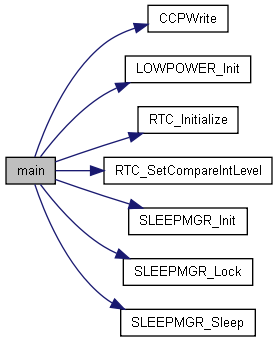 CCPWrite
LOWPOWER_Init
RTC_Initialize
main
RTC_SetCompareIntLevel
SLEEPMGR_Init
SLEEPMGR_Lock
SLEEPMGR_Sleep